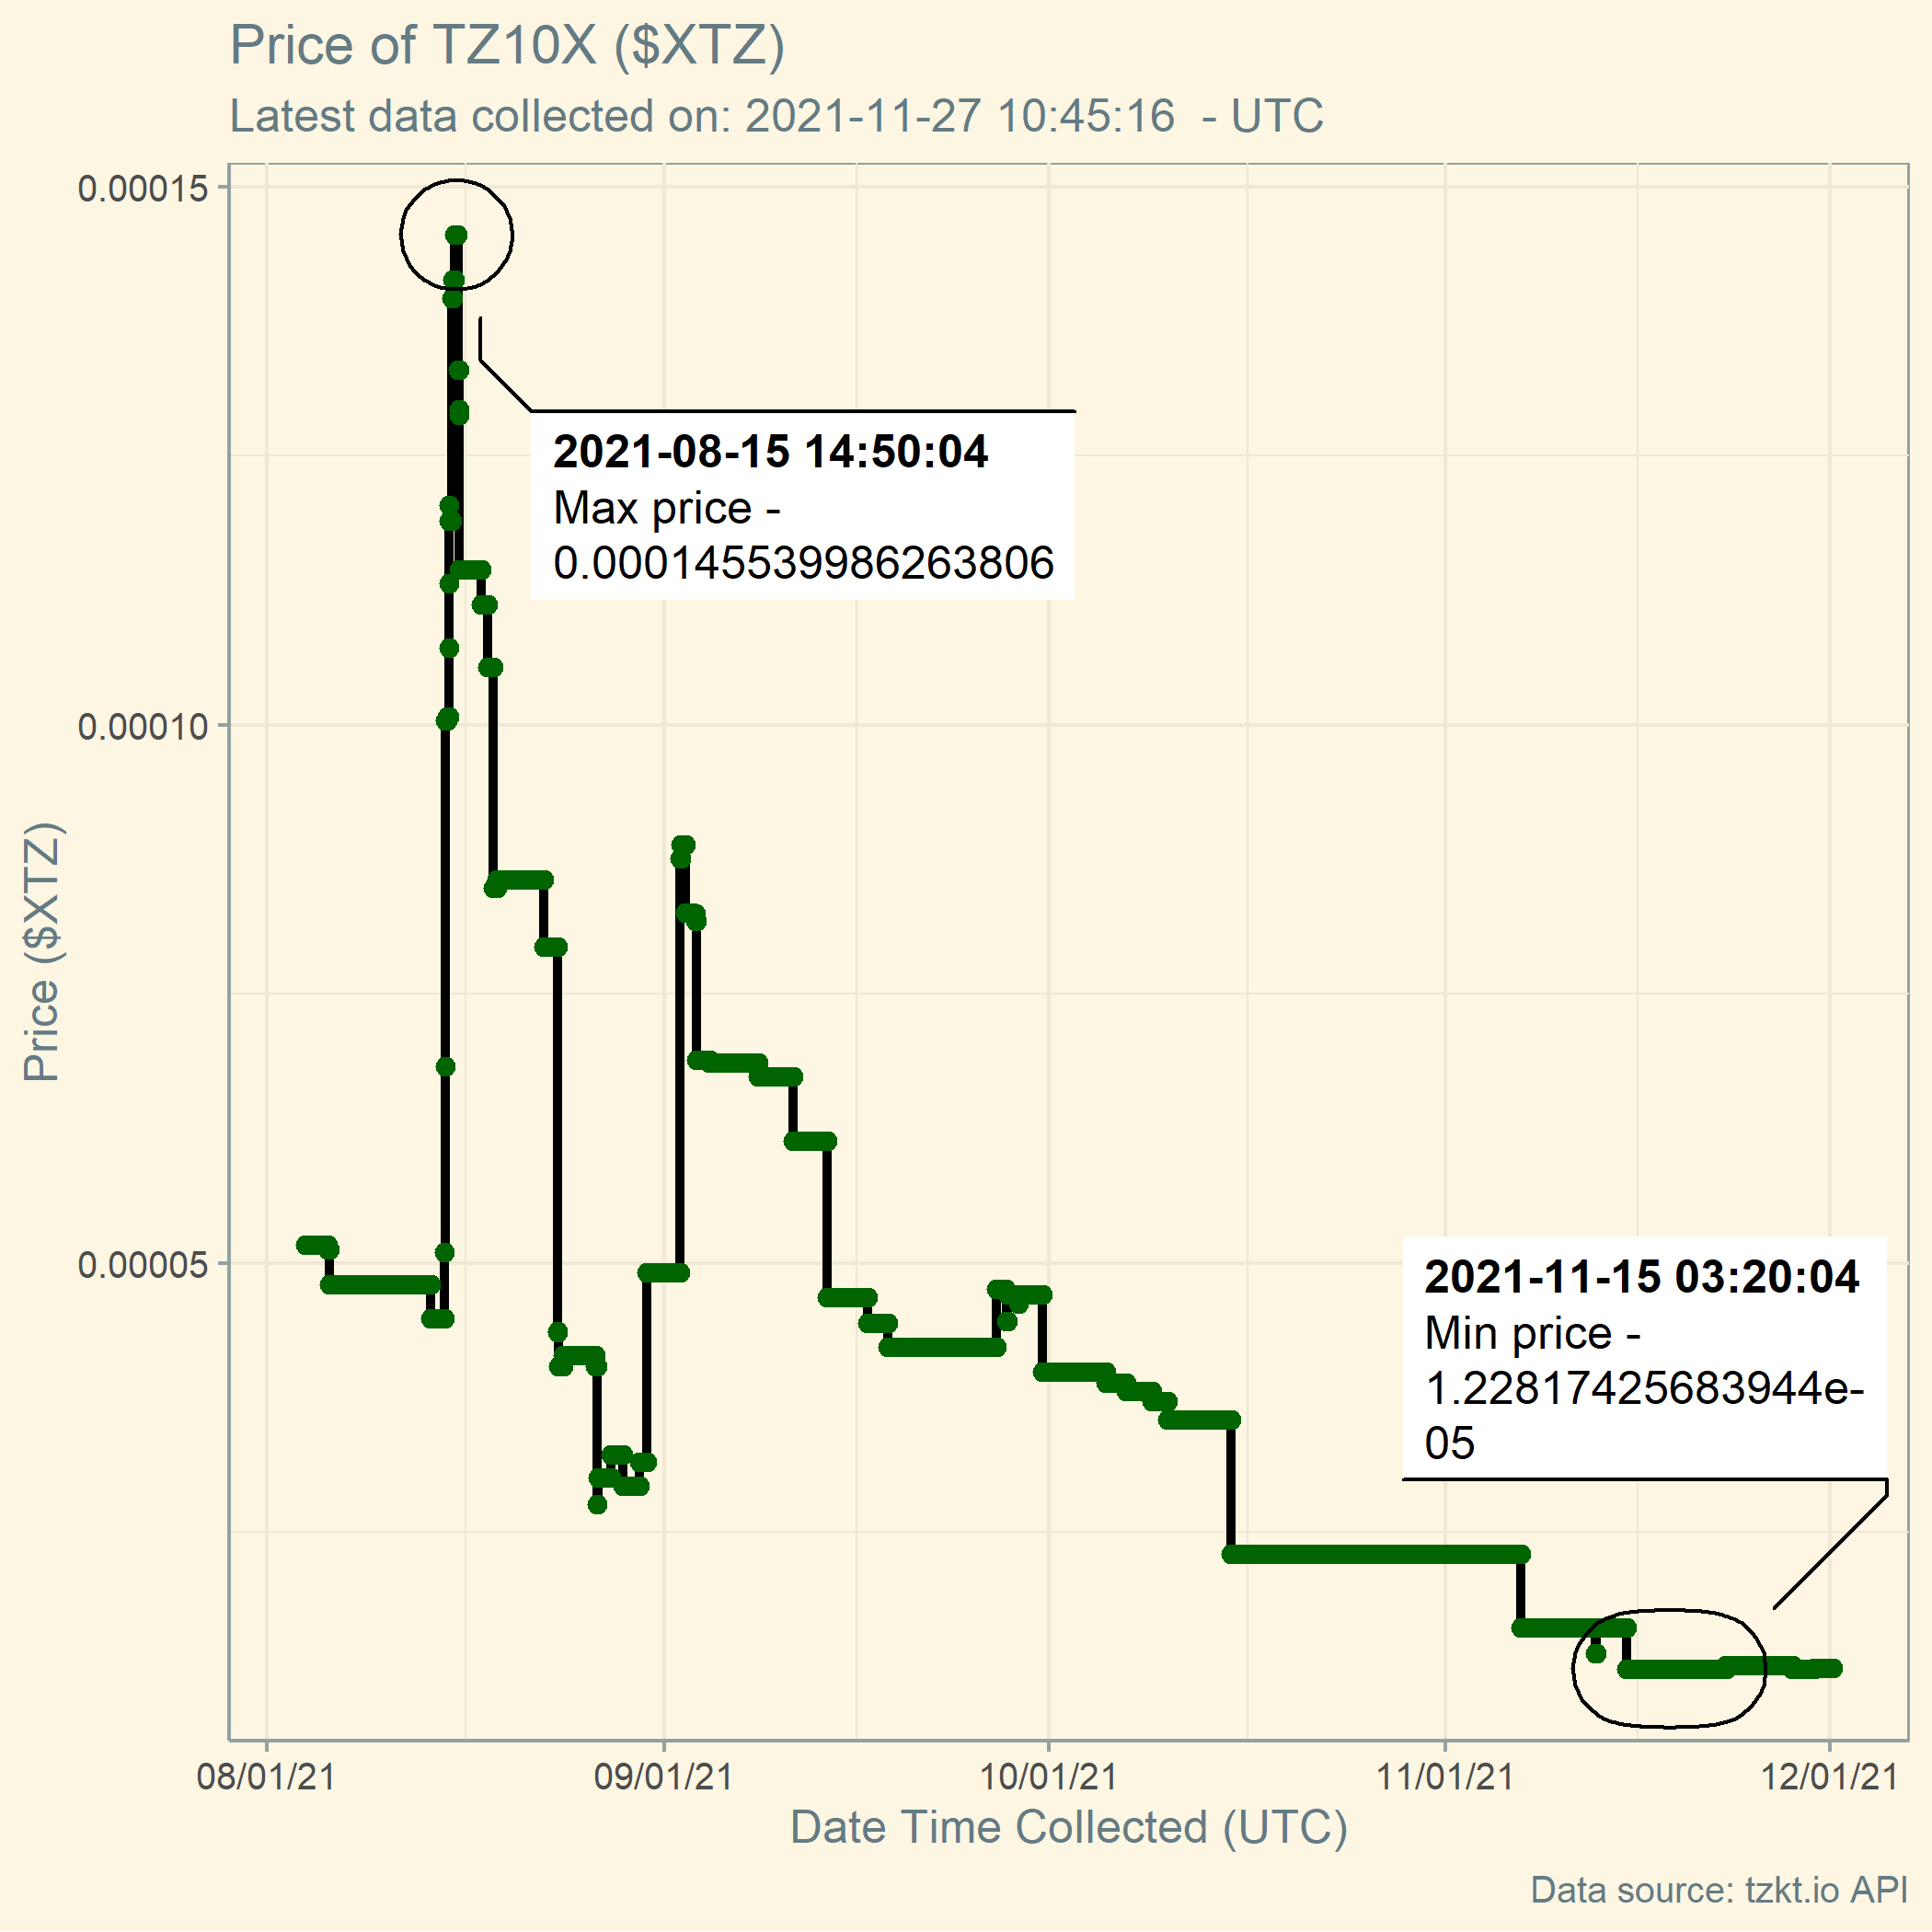 Price of TZ10X ($XTZ)
Latest data collected on: 2021-11-27 10:45:16  - UTC
0.00015
2021-08-15 14:50:04
Max price -
0.000145539986263806
0.00010
Price ($XTZ)
0.00005
2021-11-15 03:20:04
Min price -
1.22817425683944e-
05
08/01/21
09/01/21
10/01/21
11/01/21
12/01/21
Date Time Collected (UTC)
Data source: tzkt.io API